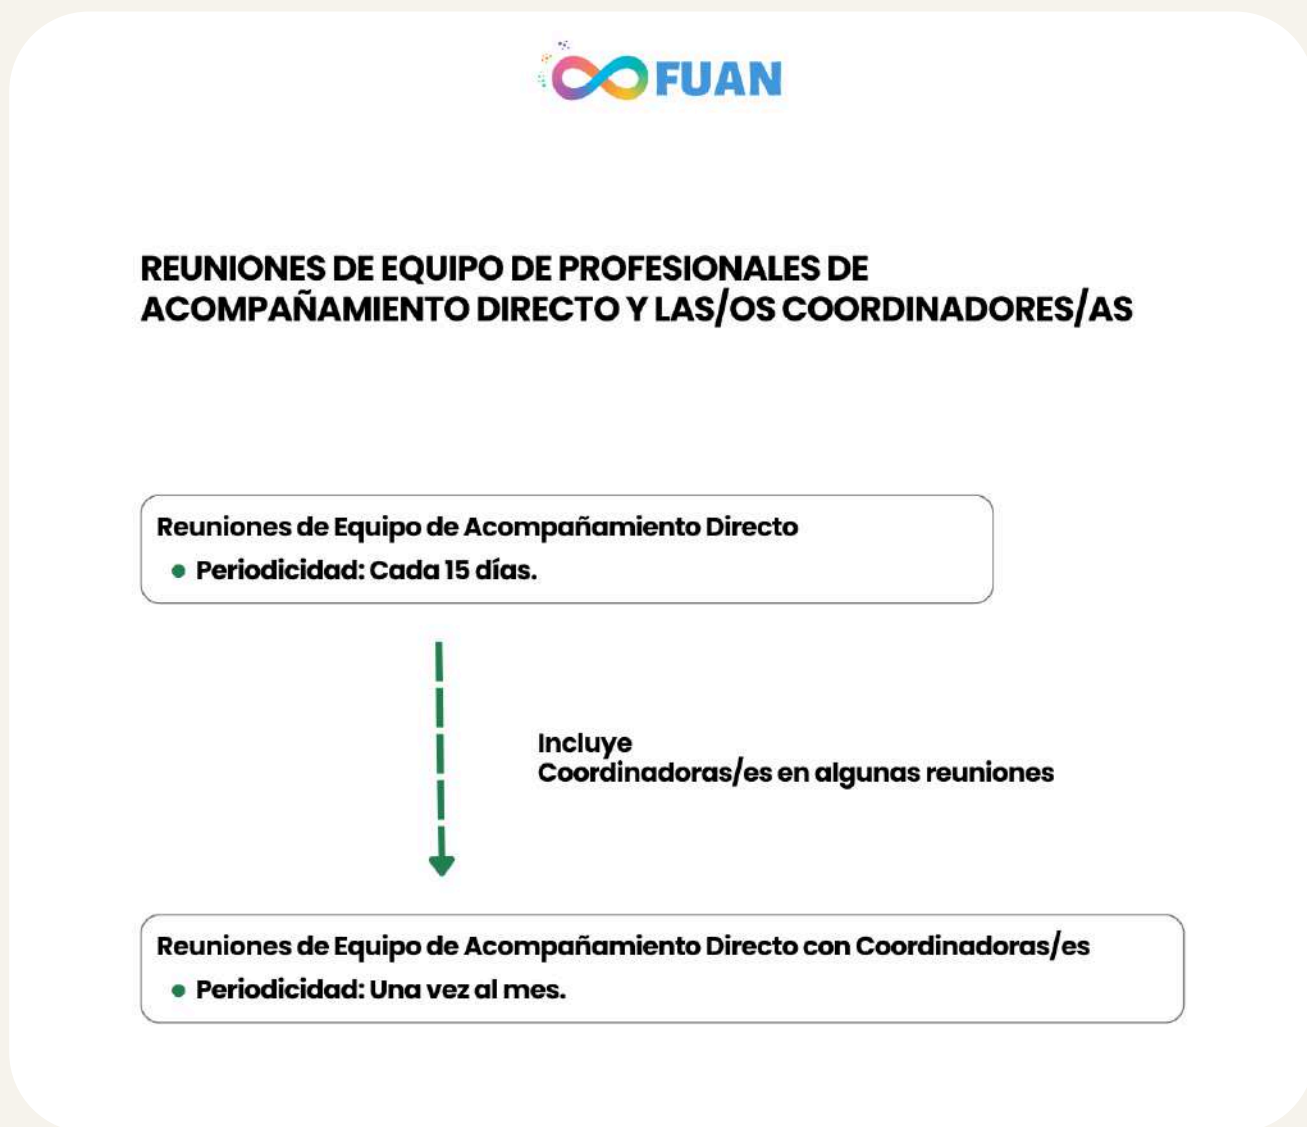 FUAN
REUNIONES DE EQUIPO DE PROFESIONALES DE
ACOMPAÑAMIENTO DIRECTO Y LAS/OS COORDINADORES/AS
Reuniones de Equipo de Acompañamiento Directo
• Periodicidad: Cada 15 días.
Incluye
Coordinadoras/es en algunas reuniones
Reuniones de Equipo de Acompañamiento Directo con Coordinadoras/es
• Periodicidad: Una vez al mes.